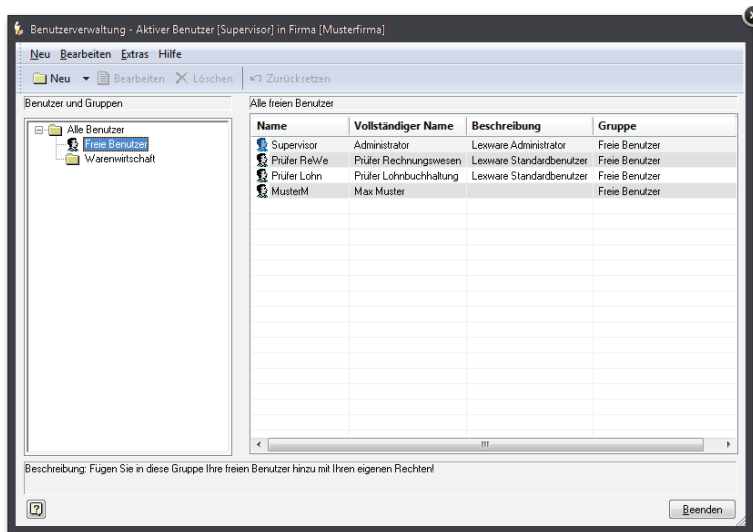 Benutzerverwaltung - Aktiver Benutzer [Supervisor] in Firma [Musterfirma]
Neu Bearbeiten Extras Hilfe
Neu Bearbeiten Löschen Zurücksetzen
Benutzer und Gruppen
Alle freien Benutzer
Alle Benutzer
Freie Benutzer
Warenwirtschaft
Name Vollständiger Name Beschreibung Gruppe
Supervisor Administrator Lexware Administrator Freie Benutzer
Prüfer ReWe Prüfer Rechnungswesen Lexware Standardbenutzer Freie Benutzer
Prüfer Lohn Prüfer Lohnbuchhaltung Lexware Standardbenutzer Freie Benutzer
MusterM Max Muster Freie Benutzer
Beschreibung: Fügen Sie in diese Gruppe Ihre freien Benutzer hinzu mit Ihren eigenen Rechten!
Beenden